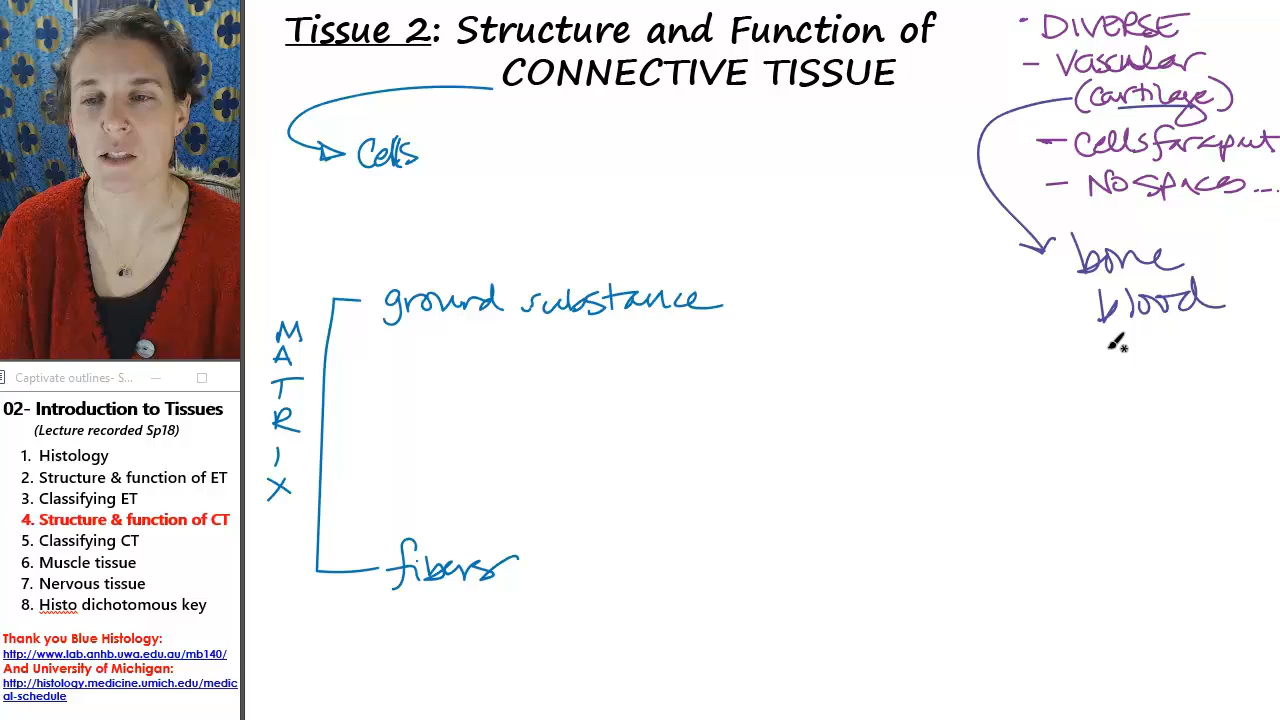 Tissue 2: Structure and Function of
CONNECTIVE TISSUE
Cells
ground substance
MATRIX
fibers
· DIVERSE
- Vascular
(cartilage)
- Cells far apart
- No spaces...
bone
blood
Captivate outlines- S...
02- Introduction to Tissues
(Lecture recorded Sp18)
1. Histology
2. Structure & function of ET
3. Classifying ET
4. Structure & function of CT
5. Classifying CT
6. Muscle tissue
7. Nervous tissue
8. Histo dichotomous key
Thank you Blue Histology:
http://www.lab.anhb.uwa.edu.au/mb140/
And University of Michigan:
http://histology.medicine.umich.edu/medic
al-schedule